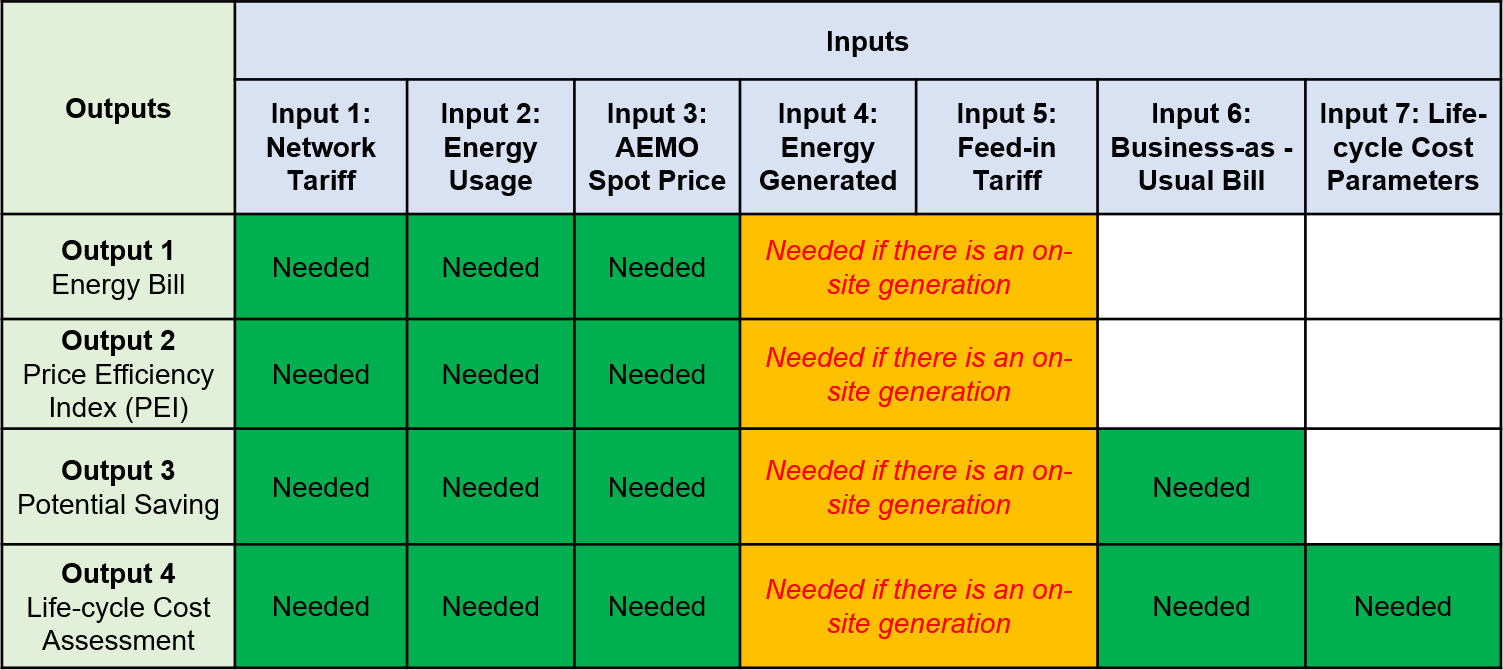 Outputs
Inputs
Input 1:
Network
Tariff
Input 2:
Energy
Usage
Input 3:
AEMO
Spot Price
Input 4:
Energy
Generated
Input 5:
Feed-in
Tariff
Input 6:
Business-as -
Usual Bill
Input 7: Life-
cycle Cost
Parameters
Output 1
Energy Bill
Needed
Needed
Needed
Needed if there is an on-
site generation
Output 2
Price Efficiency
Index (PEI)
Needed
Needed
Needed
Needed if there is an on-
site generation
Output 3
Potential Saving
Needed
Needed
Needed
Needed if there is an on-
site generation
Needed
Output 4
Life-cycle Cost
Assessment
Needed
Needed
Needed
Needed if there is an on-
site generation
Needed
Needed